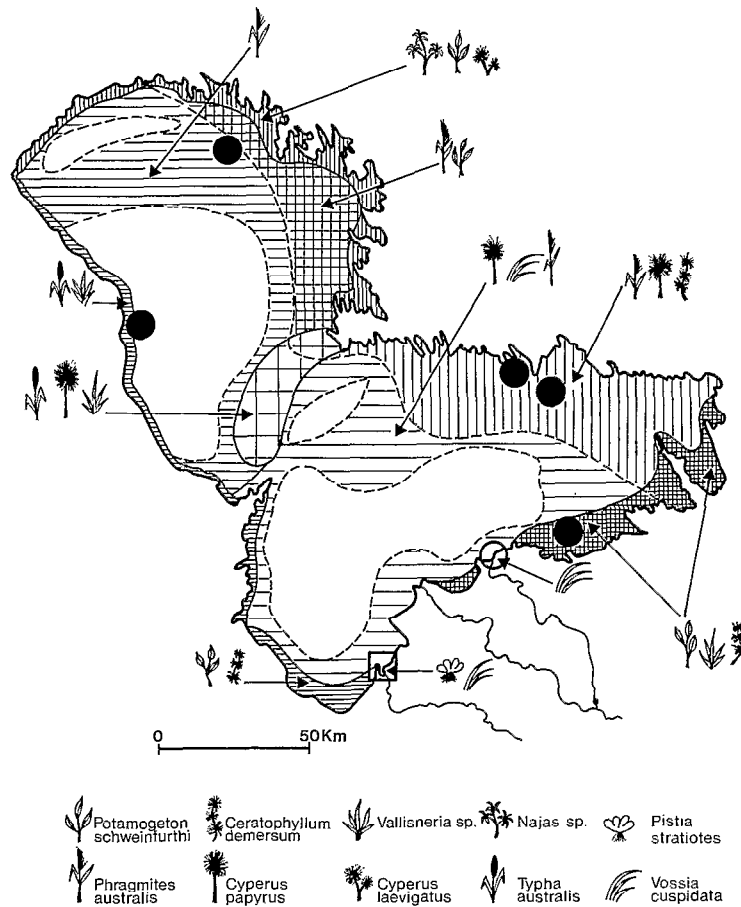 0 50Km
Potamogeton schweinfurthi
Ceratophyllum demersum
Vallisneria sp.
Najas sp.
Pistia stratiotes
Phragmites australis
Cyperus papyrus
Cyperus laevigatus
Typha australis
Vossia cuspidata